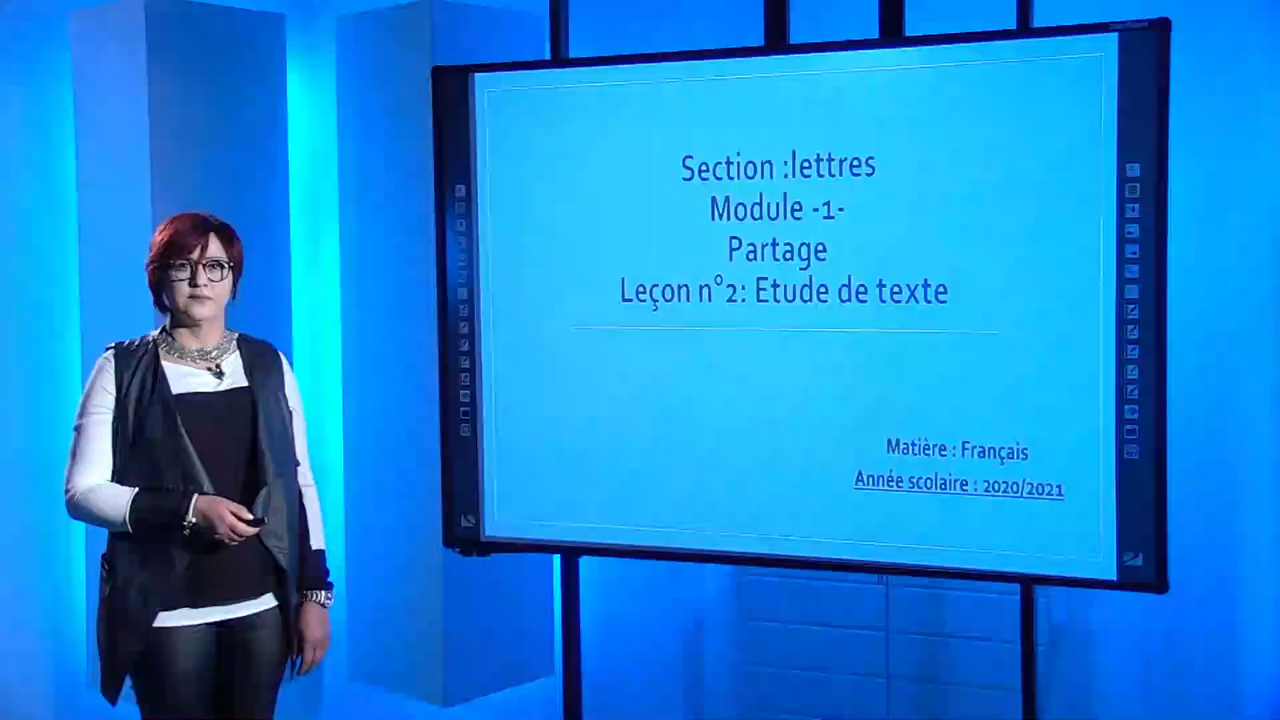 Section :lettres
Module -1-
Partage
Leçon n°2: Etude de texte
Matière : Français
Année scolaire : 2020/2021